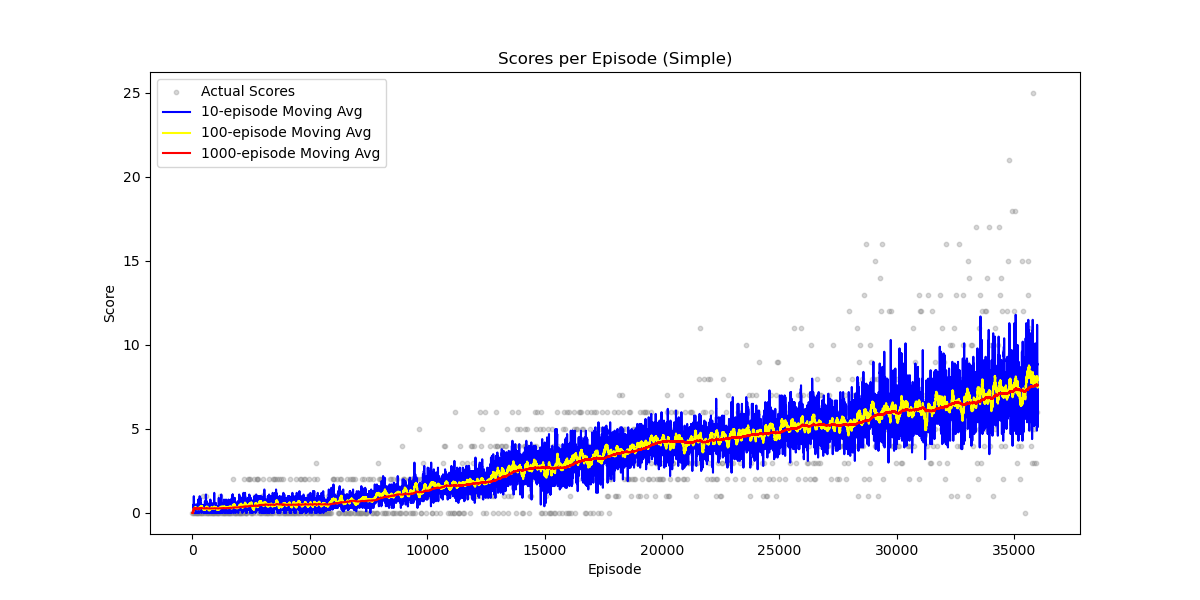 Scores per Episode (Simple)
Actual Scores
10-episode Moving Avg
100-episode Moving Avg
1000-episode Moving Avg
25
20
15
10
5
0
Score
0 5000 10000 15000 20000 25000 30000 35000
Episode